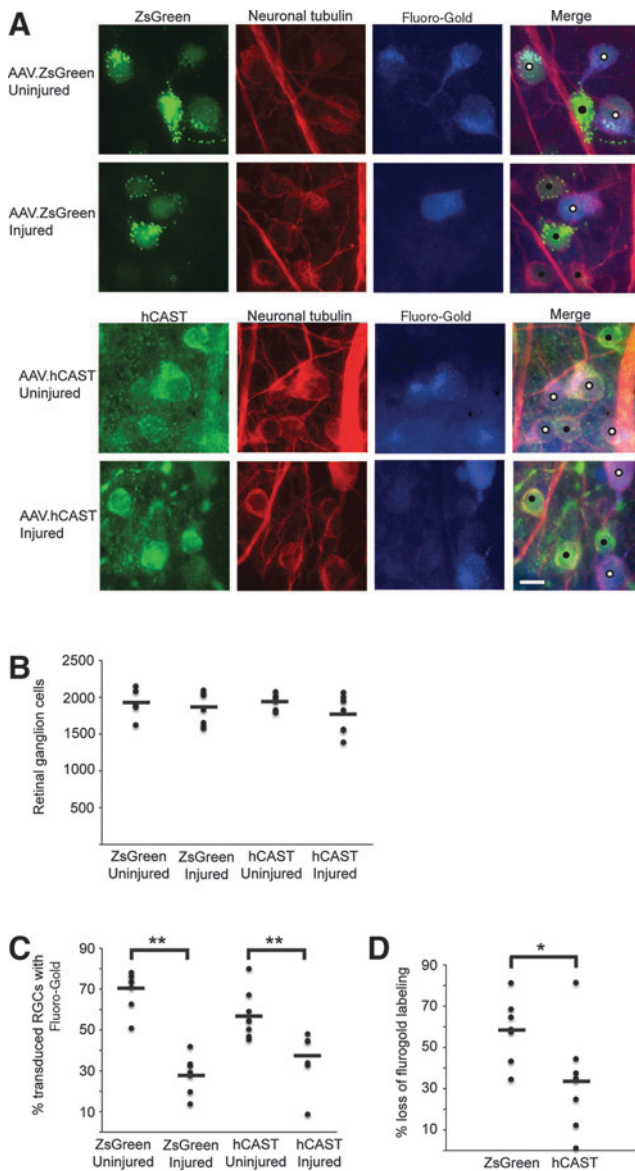 A
ZsGreen Neuronal tubulin Fluoro-Gold Merge
AAV.ZsGreen
Uninjured
AAV.ZsGreen
Injured
hCAST Neuronal tubulin Fluoro-Gold Merge
AAV.hCAST
Uninjured
AAV.hCAST
Injured
B
Retinal ganglion cells
2500
2000
1500
1000
500
ZsGreen ZsGreen hCAST hCAST
Uninjured Injured Uninjured Injured
C
% transduced RGCs with
Fluoro-Gold
90
70
50
30
10
** **
ZsGreen ZsGreen hCAST hCAST
Uninjured Injured Uninjured Injured
D
% loss of flurogold labeling
90
70
50
30
10
*
ZsGreen hCAST